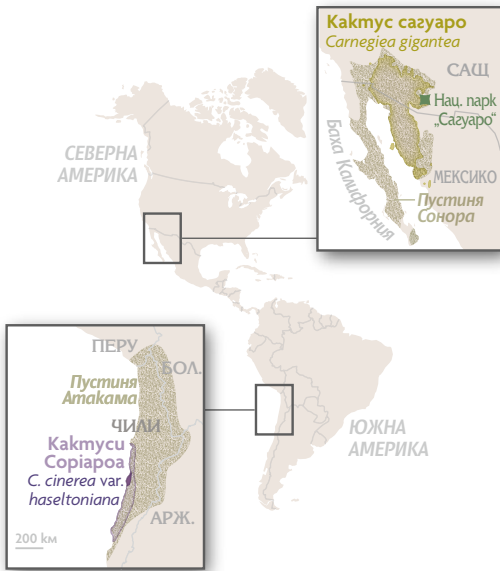 Кактус сагуаро
Carnegiea gigantea
САЩ
Нац. парк
„Сагуаро“
Баха Калифорния
МЕКСИКО
Пустиня
Сонора
СЕВЕРНА
АМЕРИКА
ПЕРУ
БОЛ.
Пустиня
Атакама
ЧИЛИ
Кактуси
Copiapoa
C. cinerea var.
haseltoniana
АРЖ.
200 км
ЮЖНА
АМЕРИКА